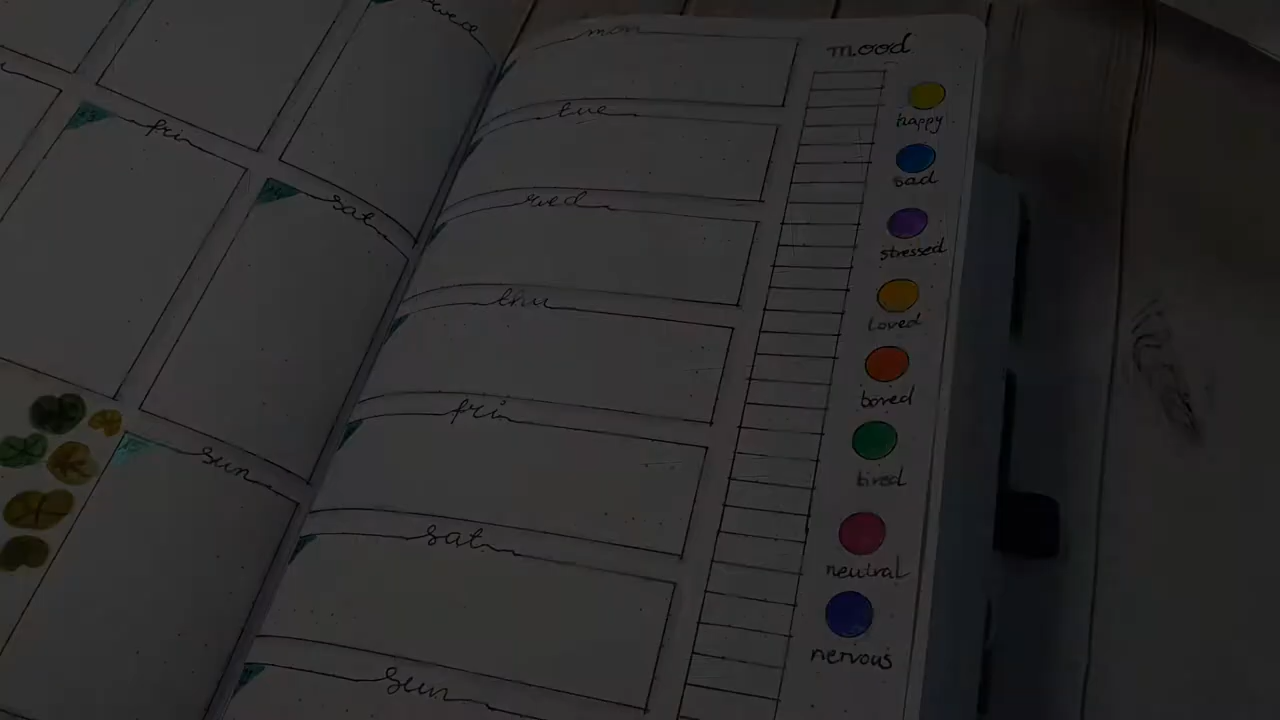 fri
sat
sun
mon
tue
wed
thu
fri
sat
sun
mood
happy
sad
stressed
loved
bored
tired
neutral
nervous